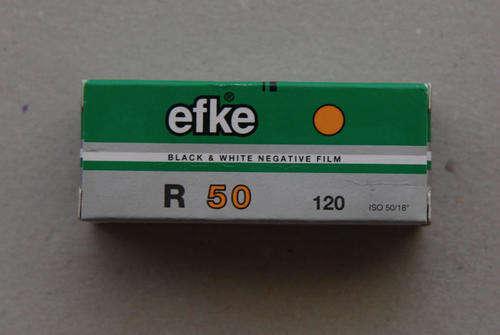 efke®
BLACK & WHITE NEGATIVE FILM
R 50 120 ISO 50/18°